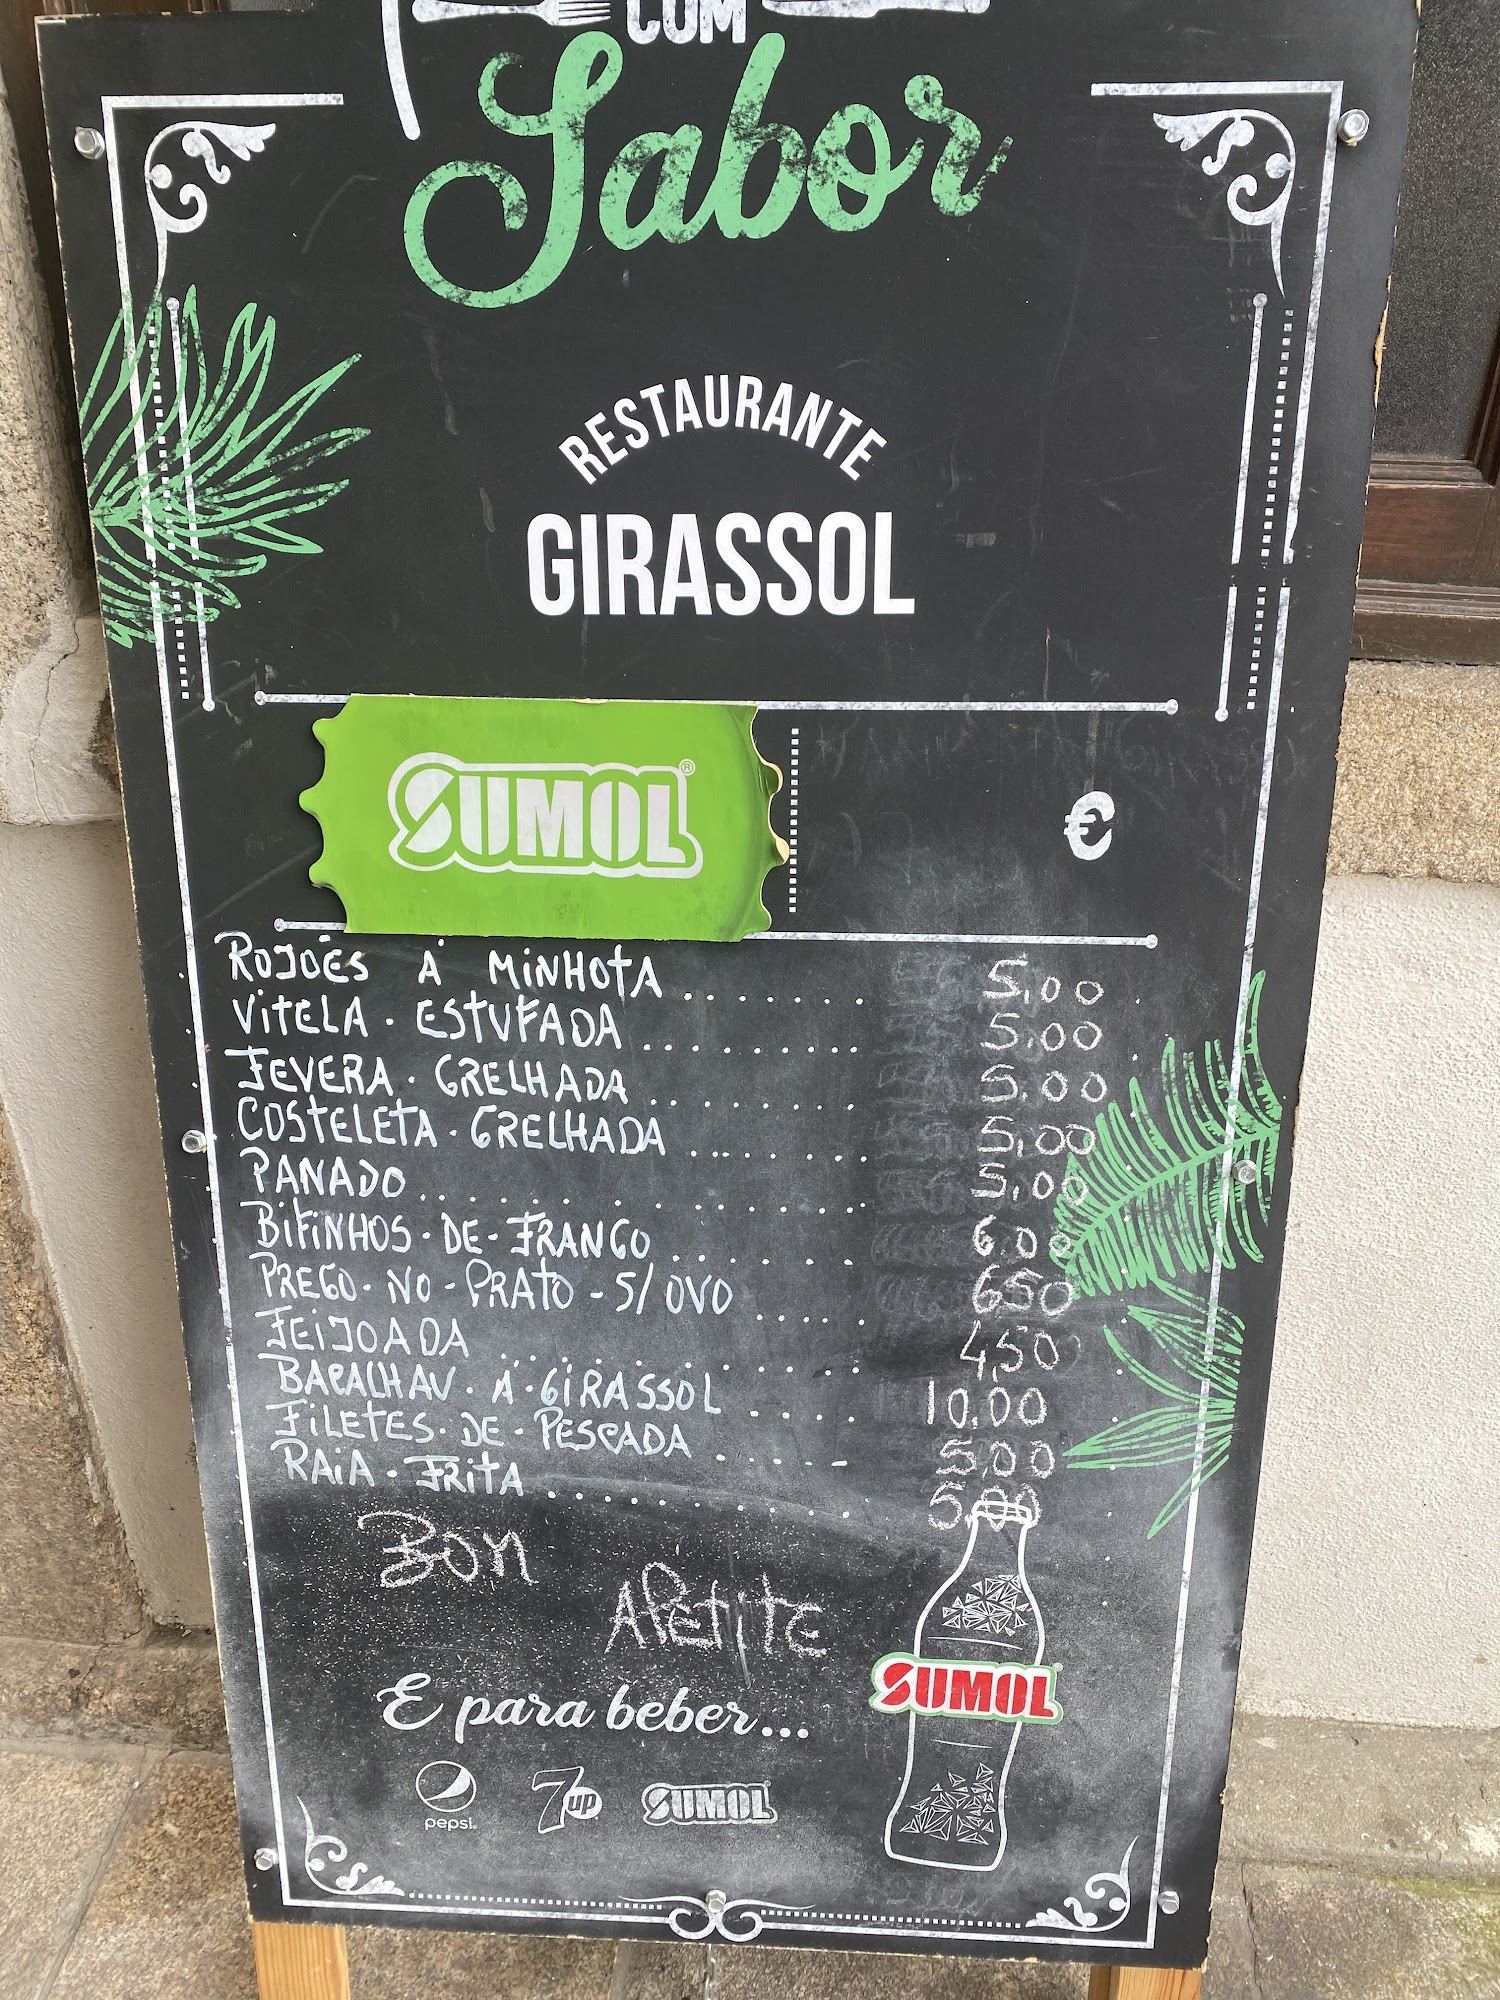 COM
Sabor
RESTAURANTE
GIRASSOL
SUMOL®
€
ROJOÊS Á MiNHOtA ........ 5,00
ViTELA. EStUFADA ........ 5,00
FEVERA. GRELHADA ........ 5,00
COSTELETA. GRELHADA ........ 5,00
PANADO ........ 5,00
BIFINHOS. DE- FRANGO ........ 6,00
PREGO- NO - PRATO - S/ OVO ..... 6,50
FEIJOADA ........ 4,50
BACALHAU. Á. GIRASSOL ..... 10,00
FiLETES. DE - PESCADA ..... 5,00
RAiA - FRiTA ........ 5,00
BOM
APETITE
E para beber...
SUMOL
pepsi. 7up SUMOL